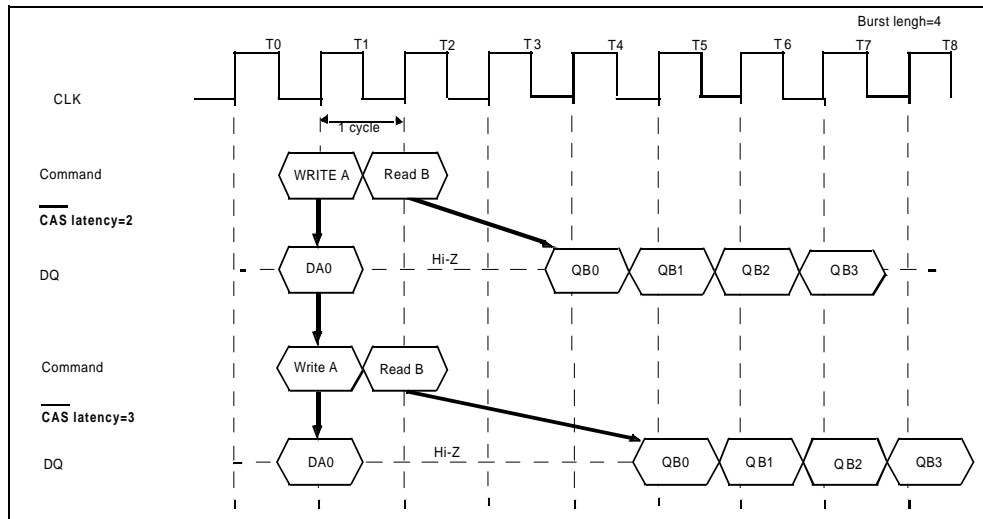 Burst lengh=4
T0 T1 T2 T3 T4 T5 T6 T7 T8
CLK
1 cycle
Command WRITE A Read B
CAS latency=2
DQ DA0 Hi-Z QB0 QB1 QB2 QB3
Command Write A Read B
CAS latency=3
DQ DA0 Hi-Z QB0 QB1 QB2 QB3